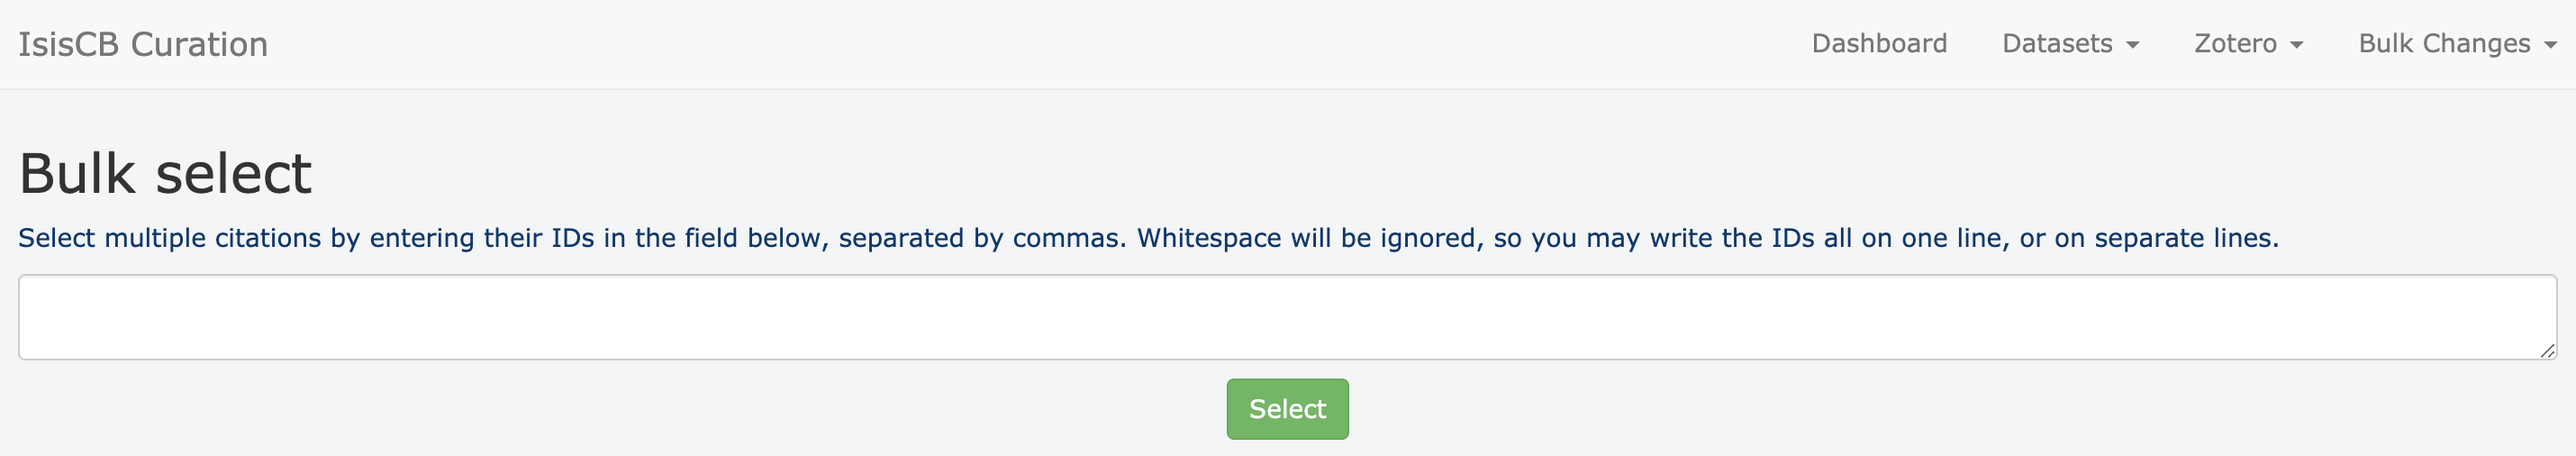 IsisCB Curation Dashboard Datasets Zotero Bulk Changes
Bulk select
Select multiple citations by entering their IDs in the field below, separated by commas. Whitespace will be ignored, so you may write the IDs all on one line, or on separate lines.
Select